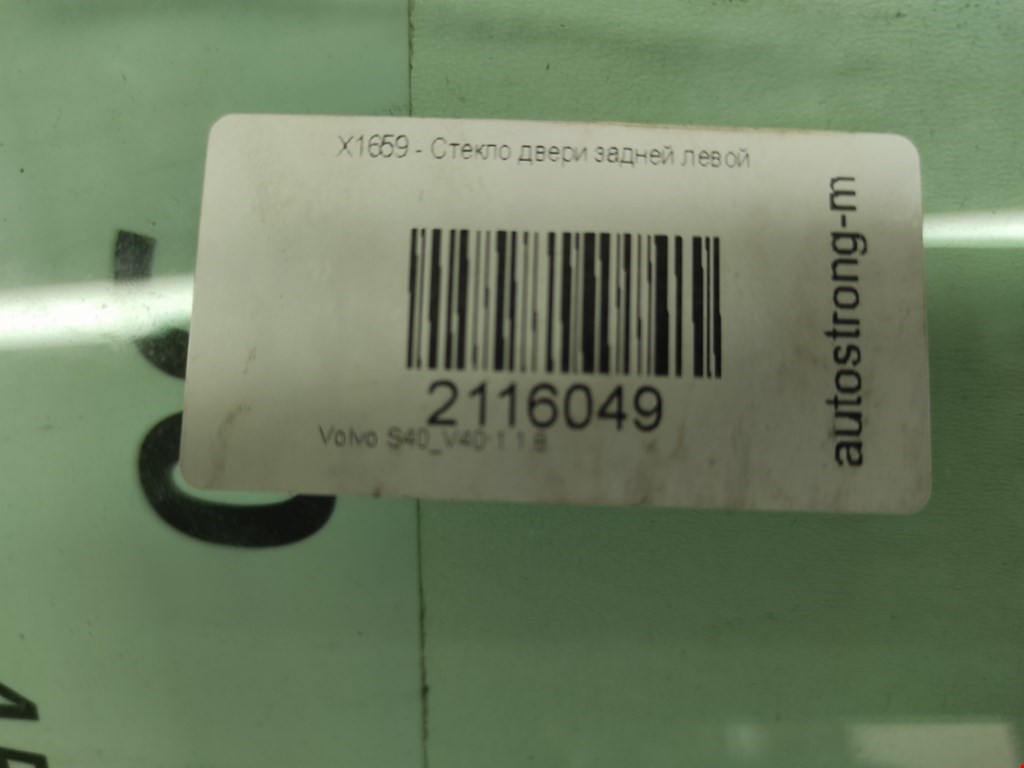 X1659 - Стекло двери задней левой
2116049
Volvo S40_V40 1 1.8
autostrong-m